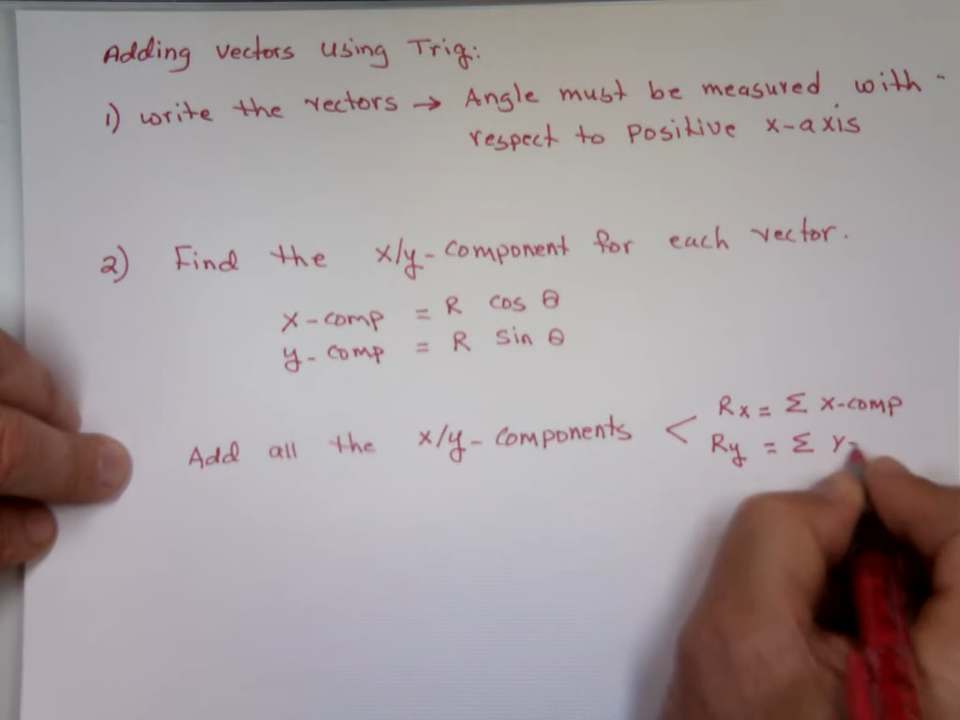 Adding vectors using Trig:
1) write the vectors → Angle must be measured with
respect to positive x-axis
2) Find the x/y-component for each vector.
x-comp = R cos θ
y-comp = R sin θ
Add all the x/y-components < Rx = Σ x-comp
Ry = Σ y-